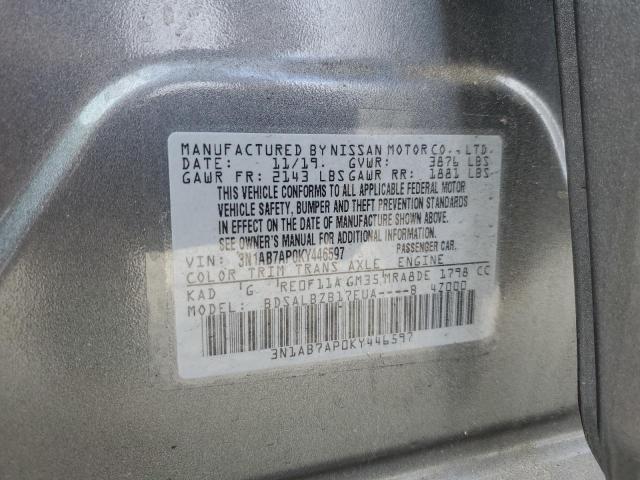 MANUFACTURED BY NISSAN MOTOR CO., LTD.
DATE: 11/19. GVWR: 3876 LBS
GAWR FR: 2143 LBS GAWR RR: 1881 LBS
THIS VEHICLE CONFORMS TO ALL APPLICABLE FEDERAL MOTOR
VEHICLE SAFETY, BUMPER AND THEFT PREVENTION STANDARDS
IN EFFECT ON THE DATE OF MANUFACTURE SHOWN ABOVE.
SEE OWNER'S MANUAL FOR ADDITIONAL INFORMATION.
VIN: 3N1AB7AP0KY446597 PASSENGER CAR.
COLOR TRIM TRANS AXLE ENGINE
KAD G RE0F11A GM35 MRA8DE 1798 CC
MODEL: BDSALBZB17EUA----B 4Z000
3N1AB7AP0KY446597